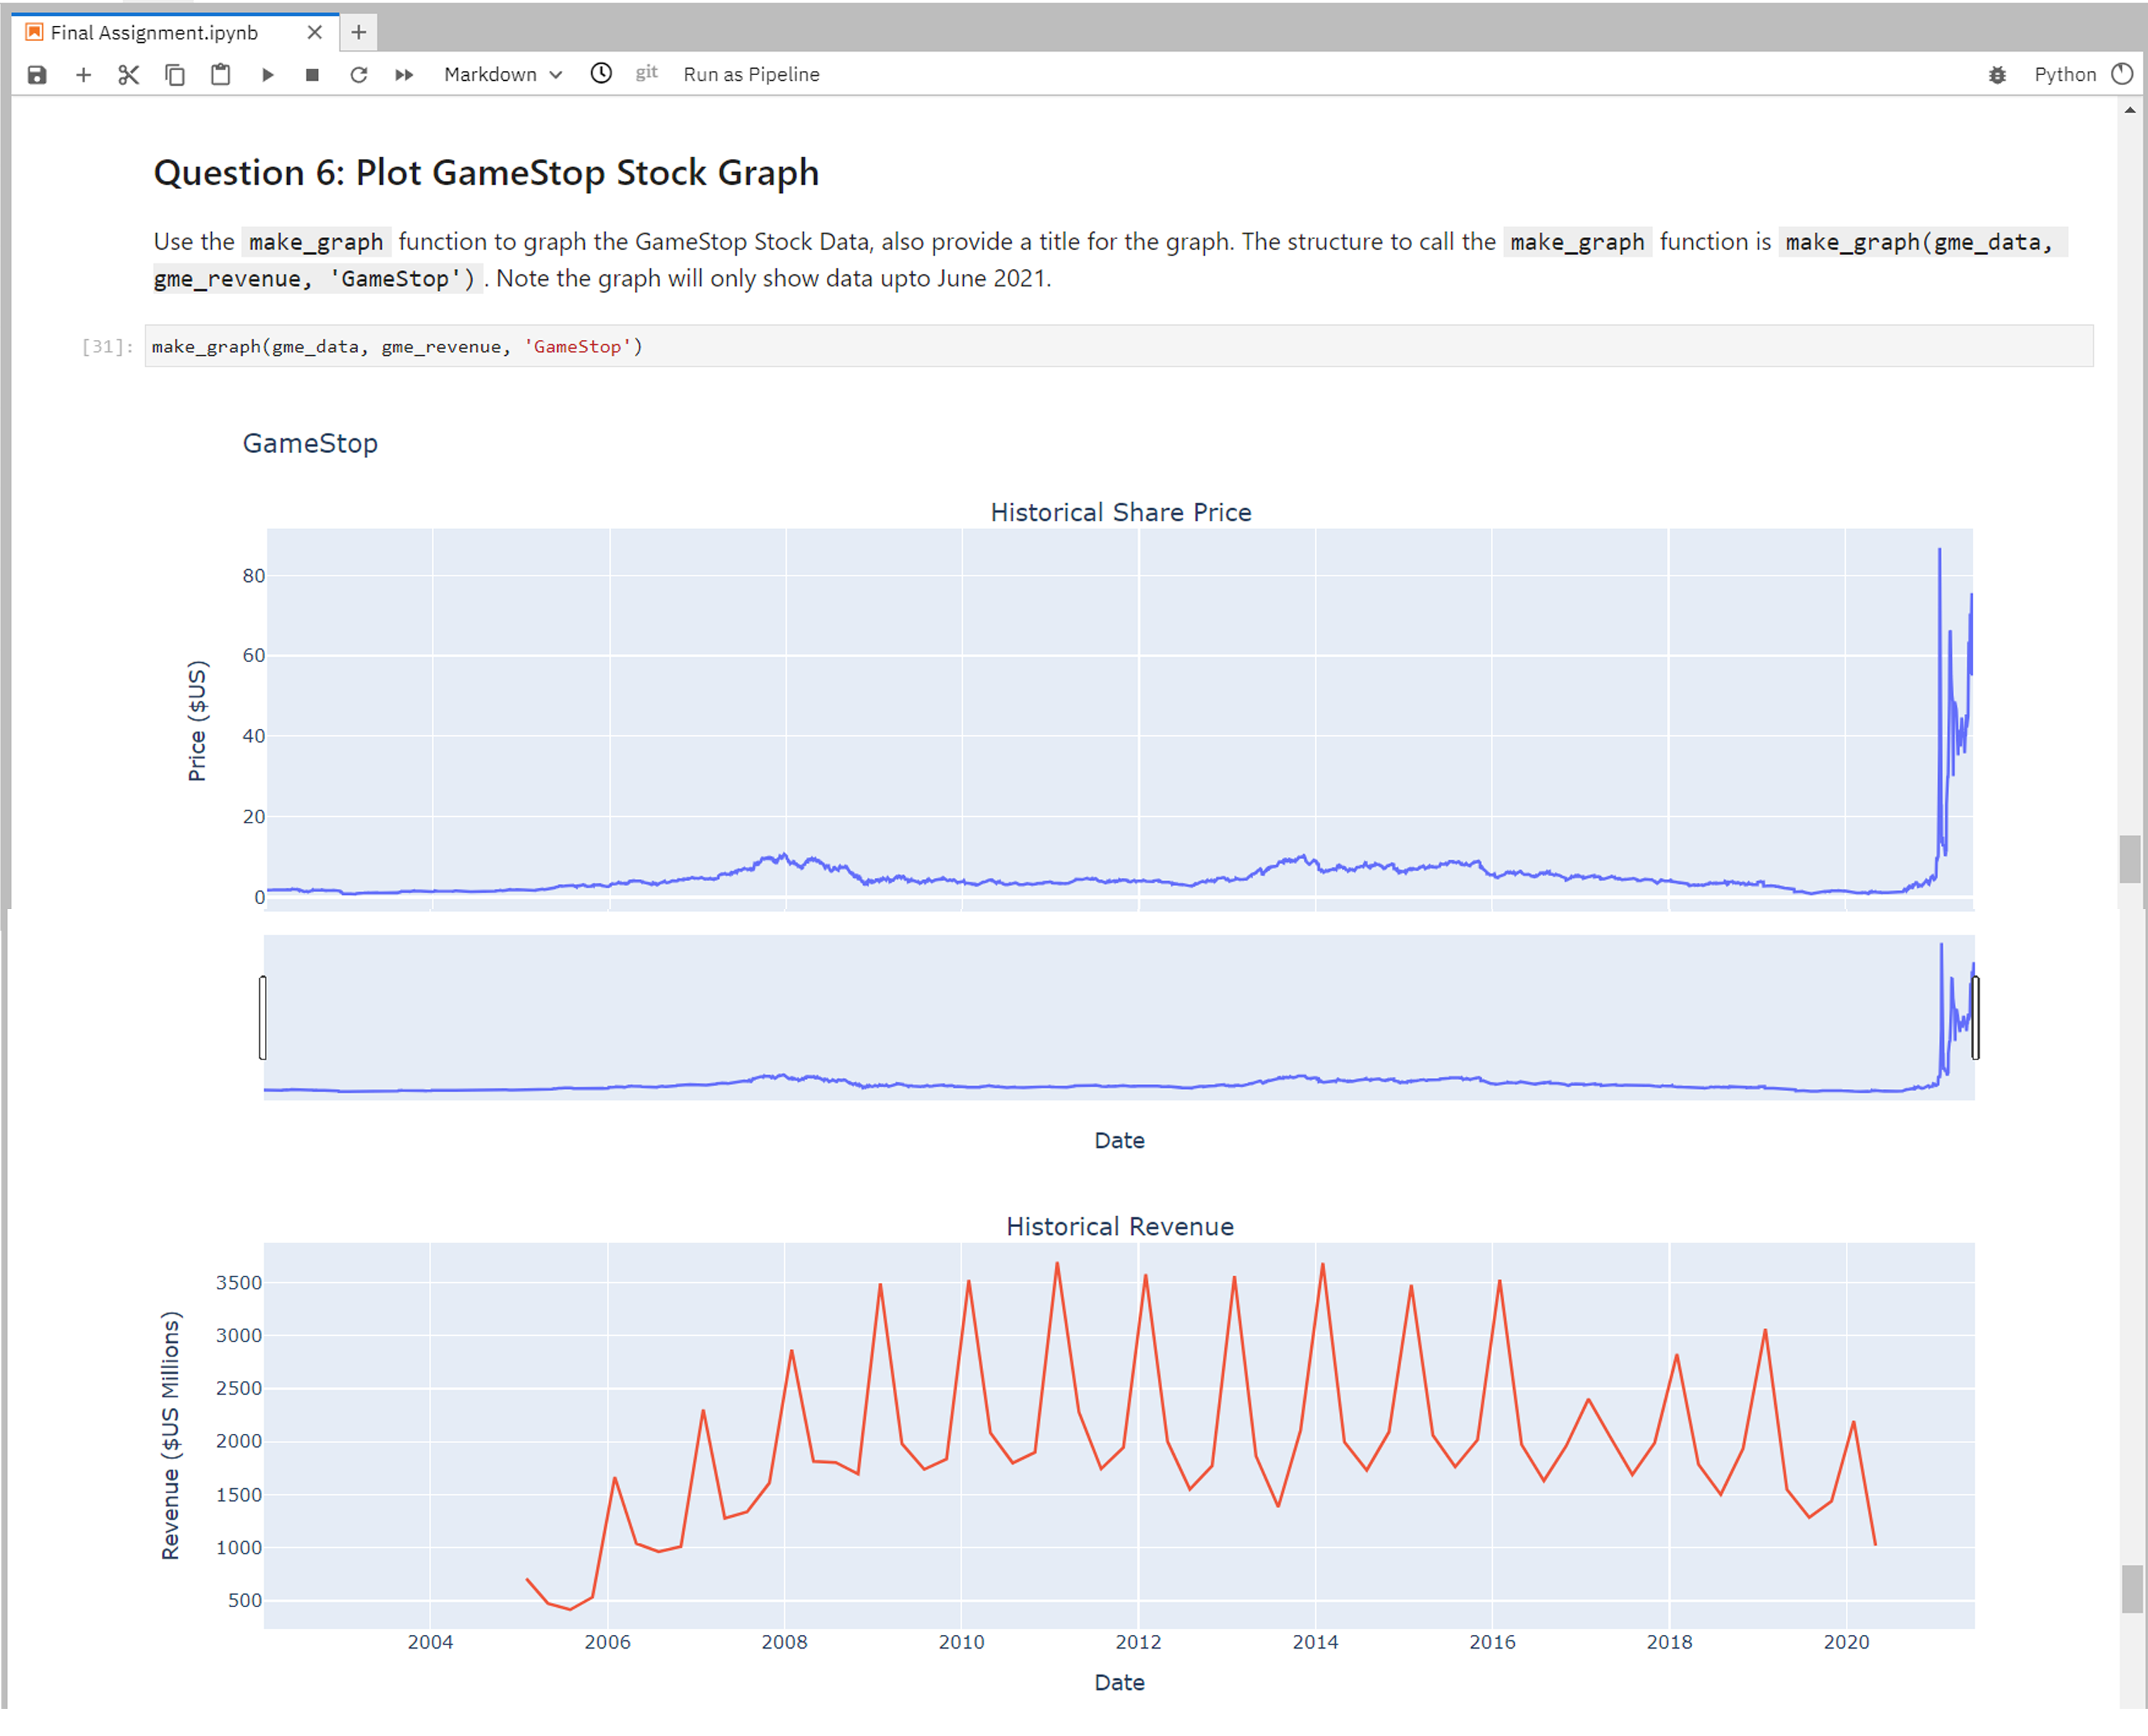 Final Assignment.ipynb
Markdown git Run as Pipeline Python
Question 6: Plot GameStop Stock Graph
Use the make_graph function to graph the GameStop Stock Data, also provide a title for the graph. The structure to call the make_graph function is make_graph(gme_data,
gme_revenue, 'GameStop') . Note the graph will only show data upto June 2021.
[31]: make_graph(gme_data, gme_revenue, 'GameStop')
GameStop
Historical Share Price
80
60
40
20
0
Price ($US)
Date
Historical Revenue
3500
3000
2500
2000
1500
1000
500
Revenue ($US Millions)
2004 2006 2008 2010 2012 2014 2016 2018 2020
Date